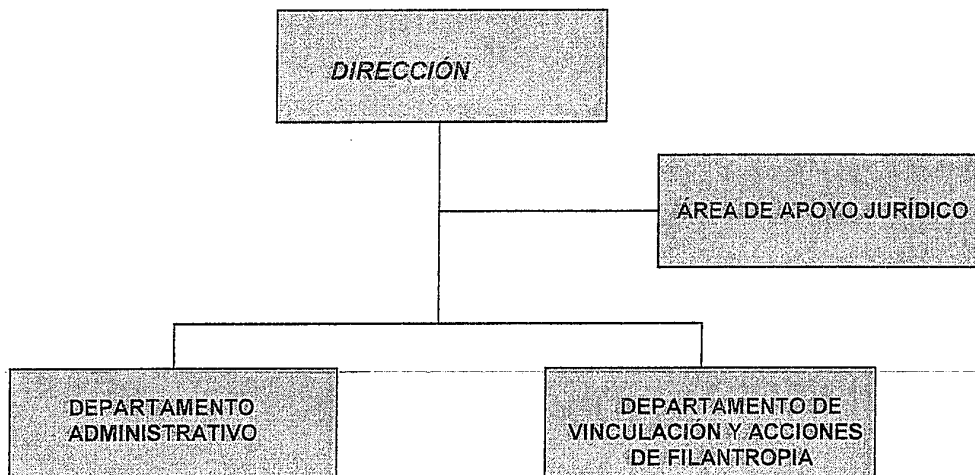 DIRECCIÓN
ÁREA DE APOYO JURÍDICO
DEPARTAMENTO
ADMINISTRATIVO
DEPARTAMENTO DE
VINCULACIÓN Y ACCIONES
DE FILANTROPIA